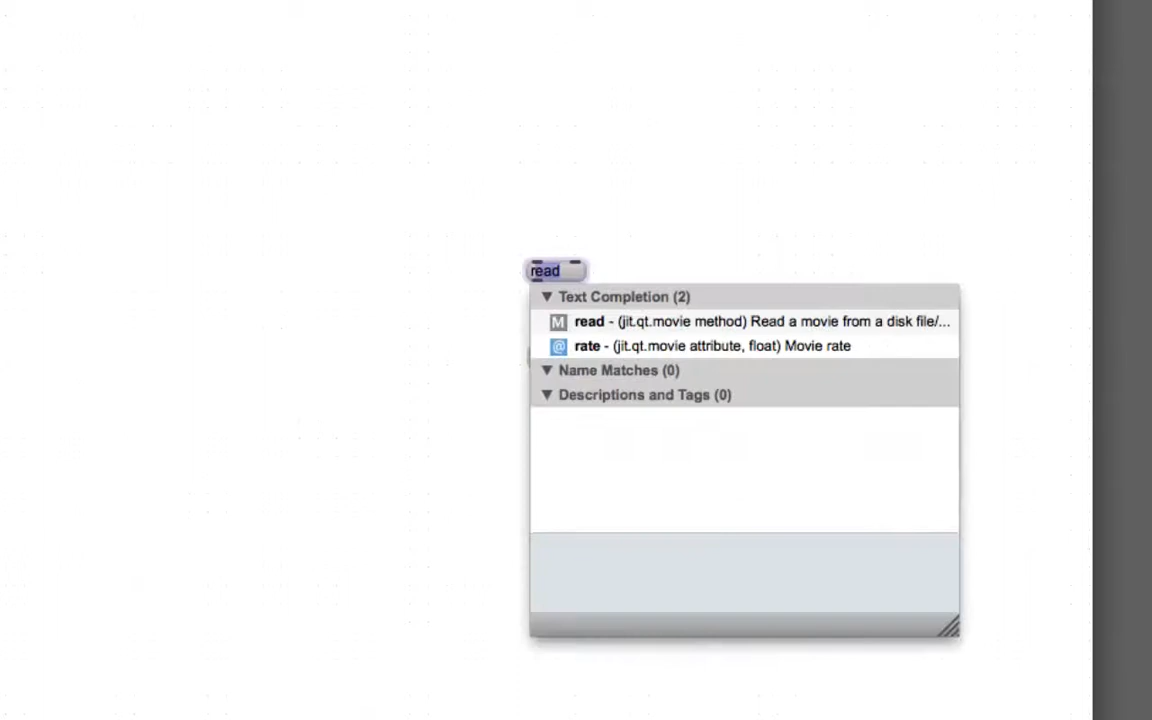 read
Text Completion (2)
M read - (jit.qt.movie method) Read a movie from a disk file/...
@ rate - (jit.qt.movie attribute, float) Movie rate
Name Matches (0)
Descriptions and Tags (0)